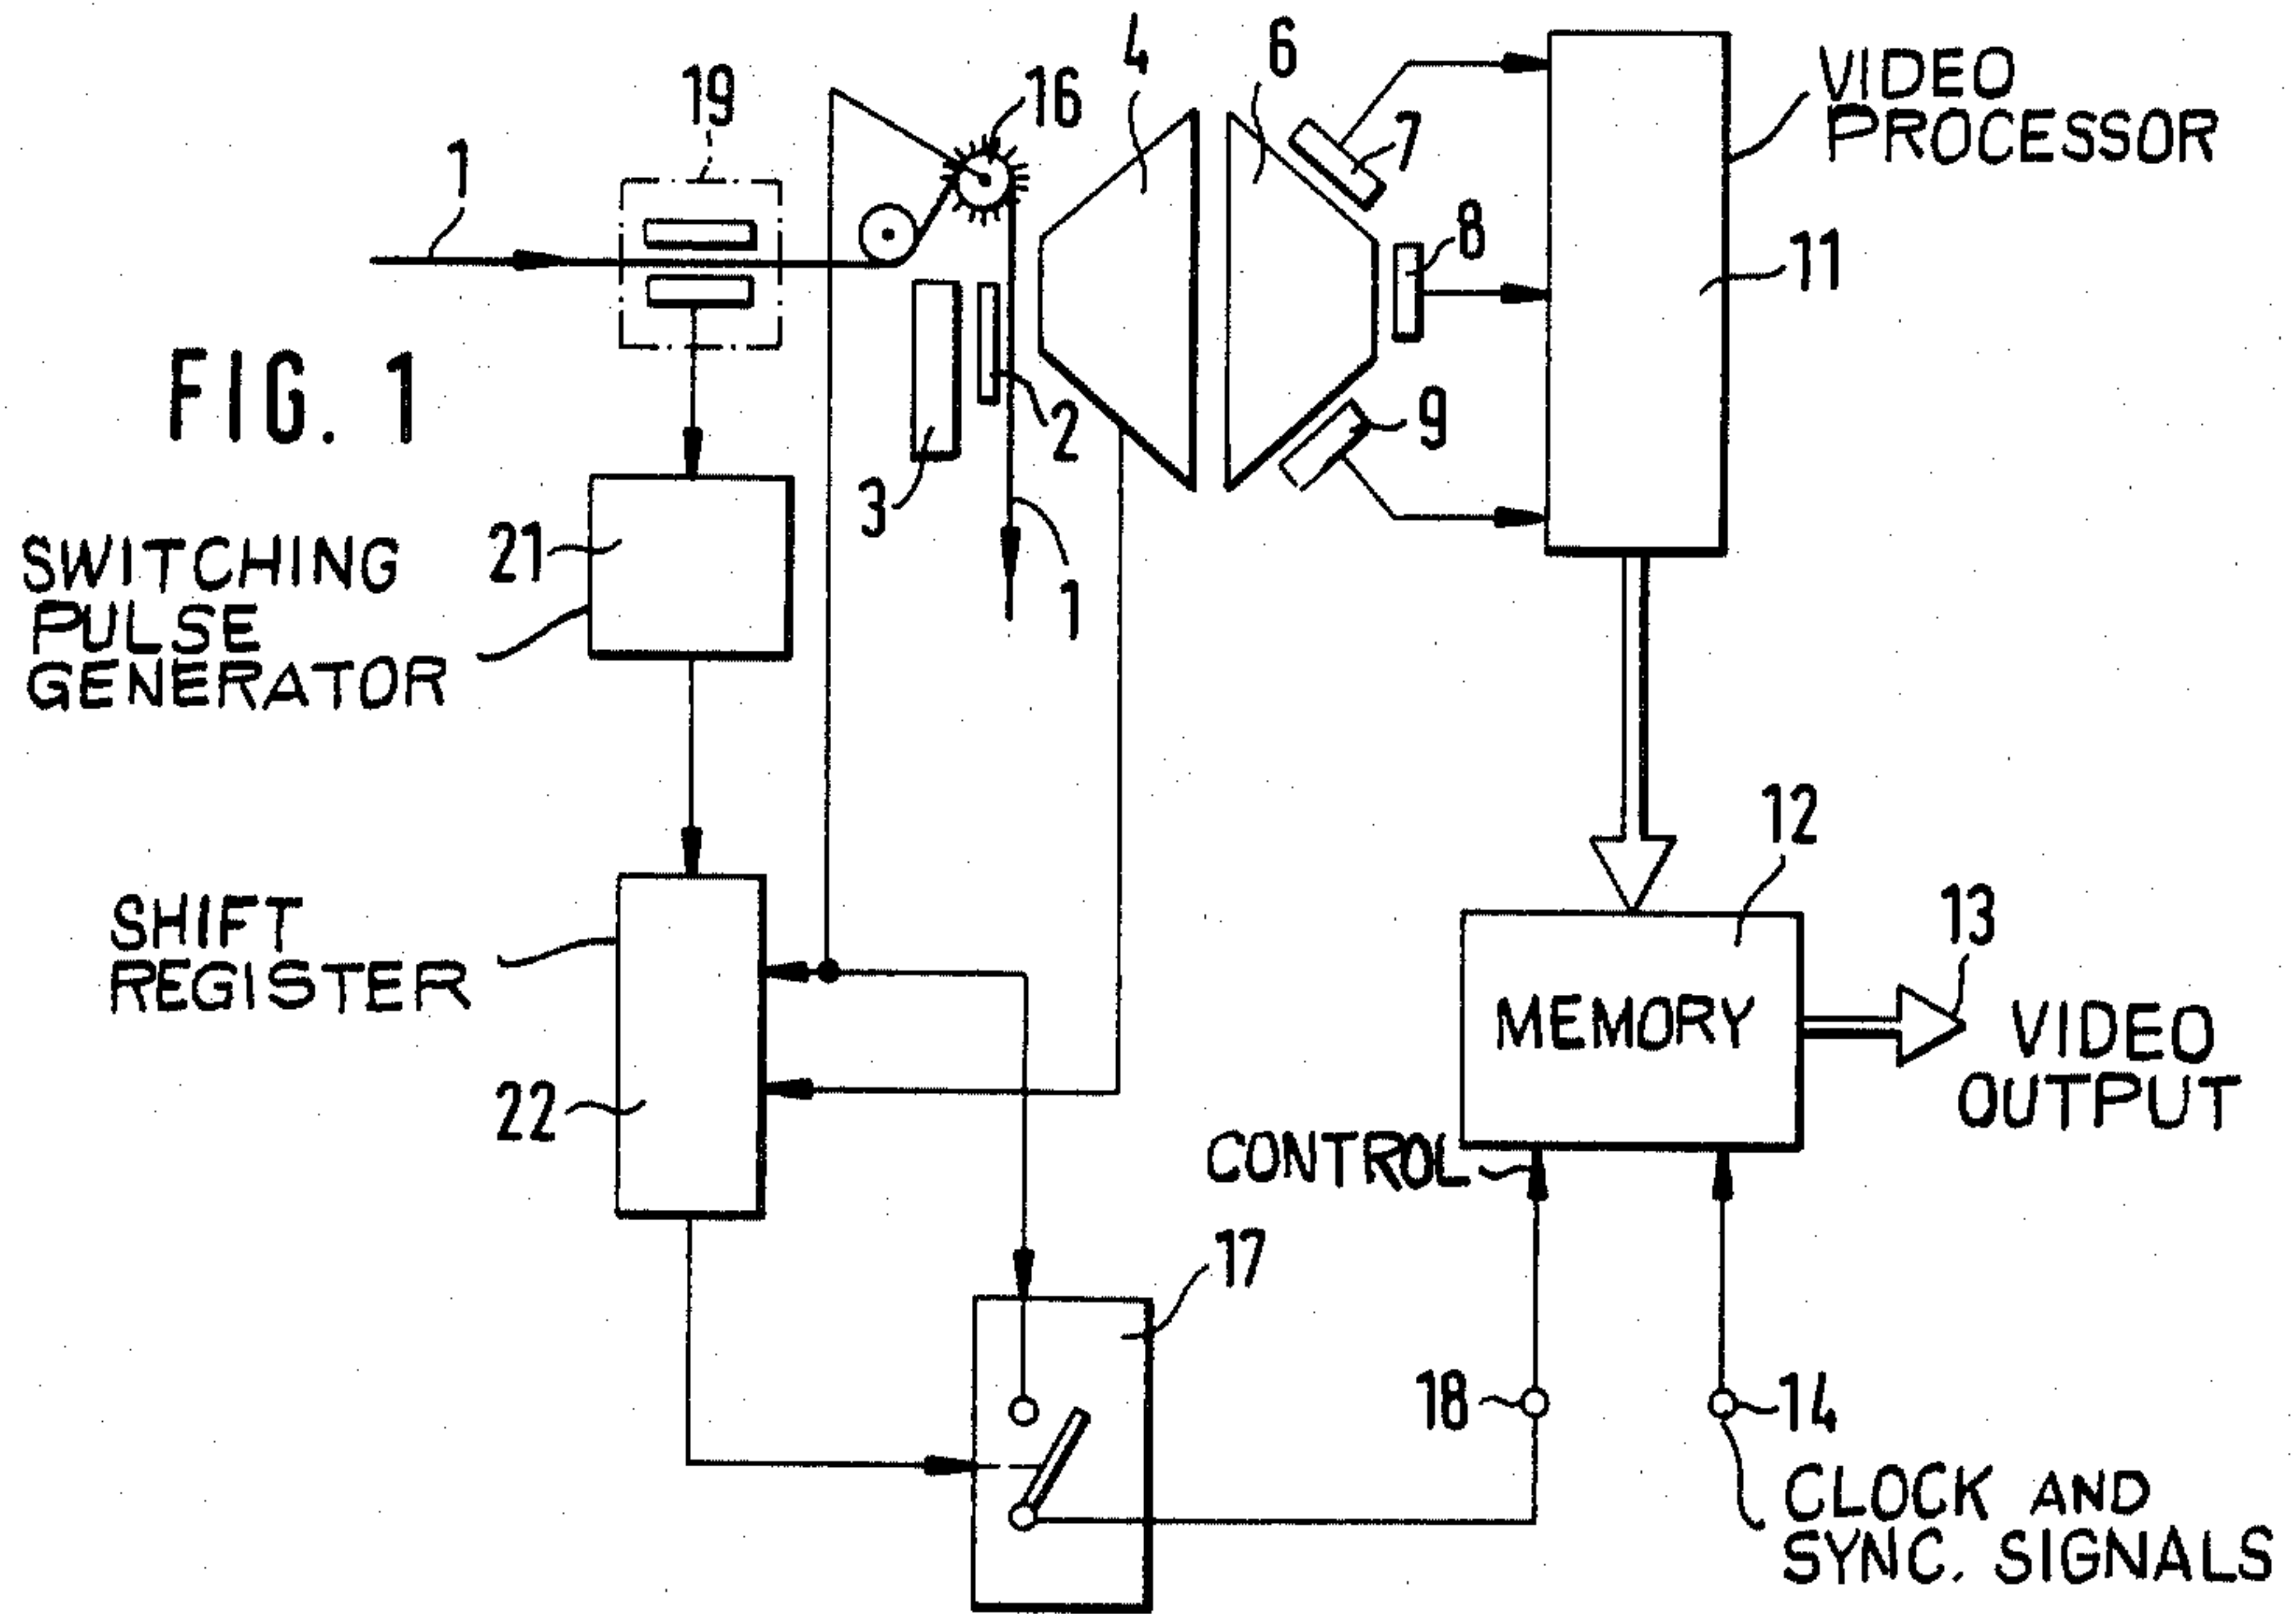 FIG. 1
1
19
16
4
6
7
8
9
VIDEO
PROCESSOR
11
2
3
1
21
SWITCHING
PULSE
GENERATOR
SHIFT
REGISTER
22
12
MEMORY
13
VIDEO
OUTPUT
CONTROL
17
18
14
CLOCK AND
SYNC. SIGNALS